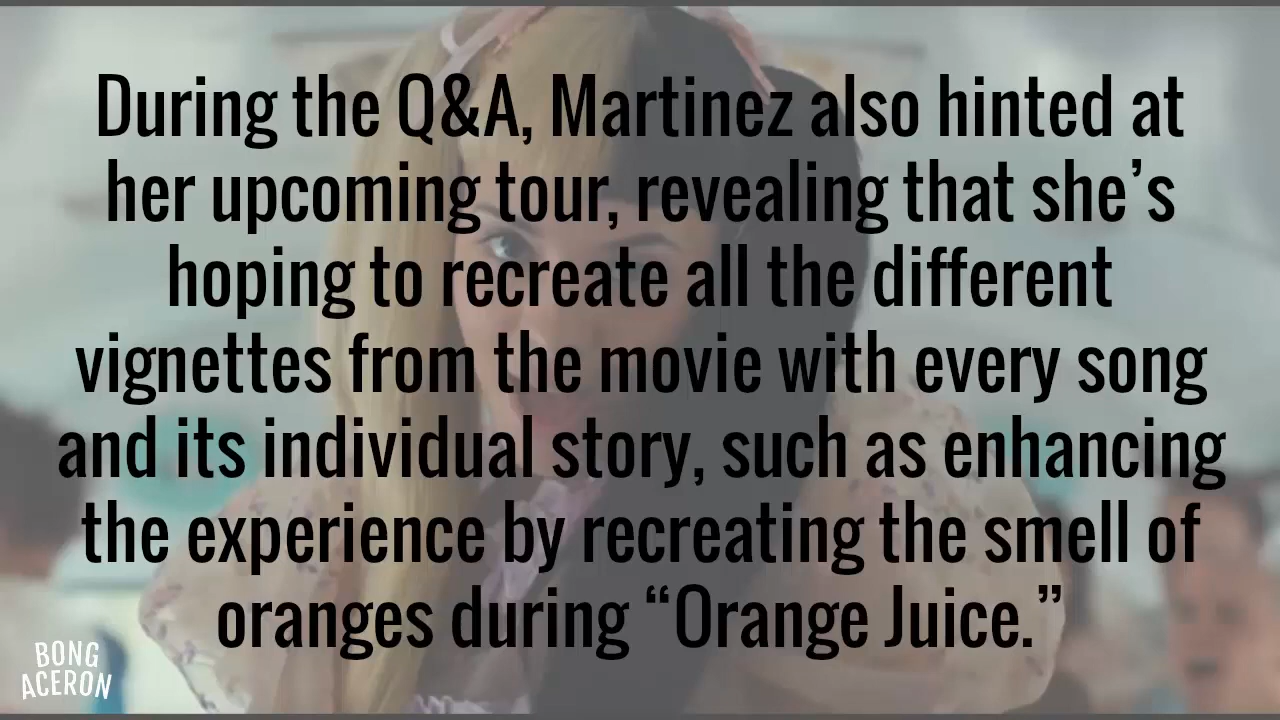 During the Q&A, Martinez also hinted at
her upcoming tour, revealing that she’s
hoping to recreate all the different
vignettes from the movie with every song
and its individual story, such as enhancing
the experience by recreating the smell of
oranges during “Orange Juice.”
BONG
ACERON